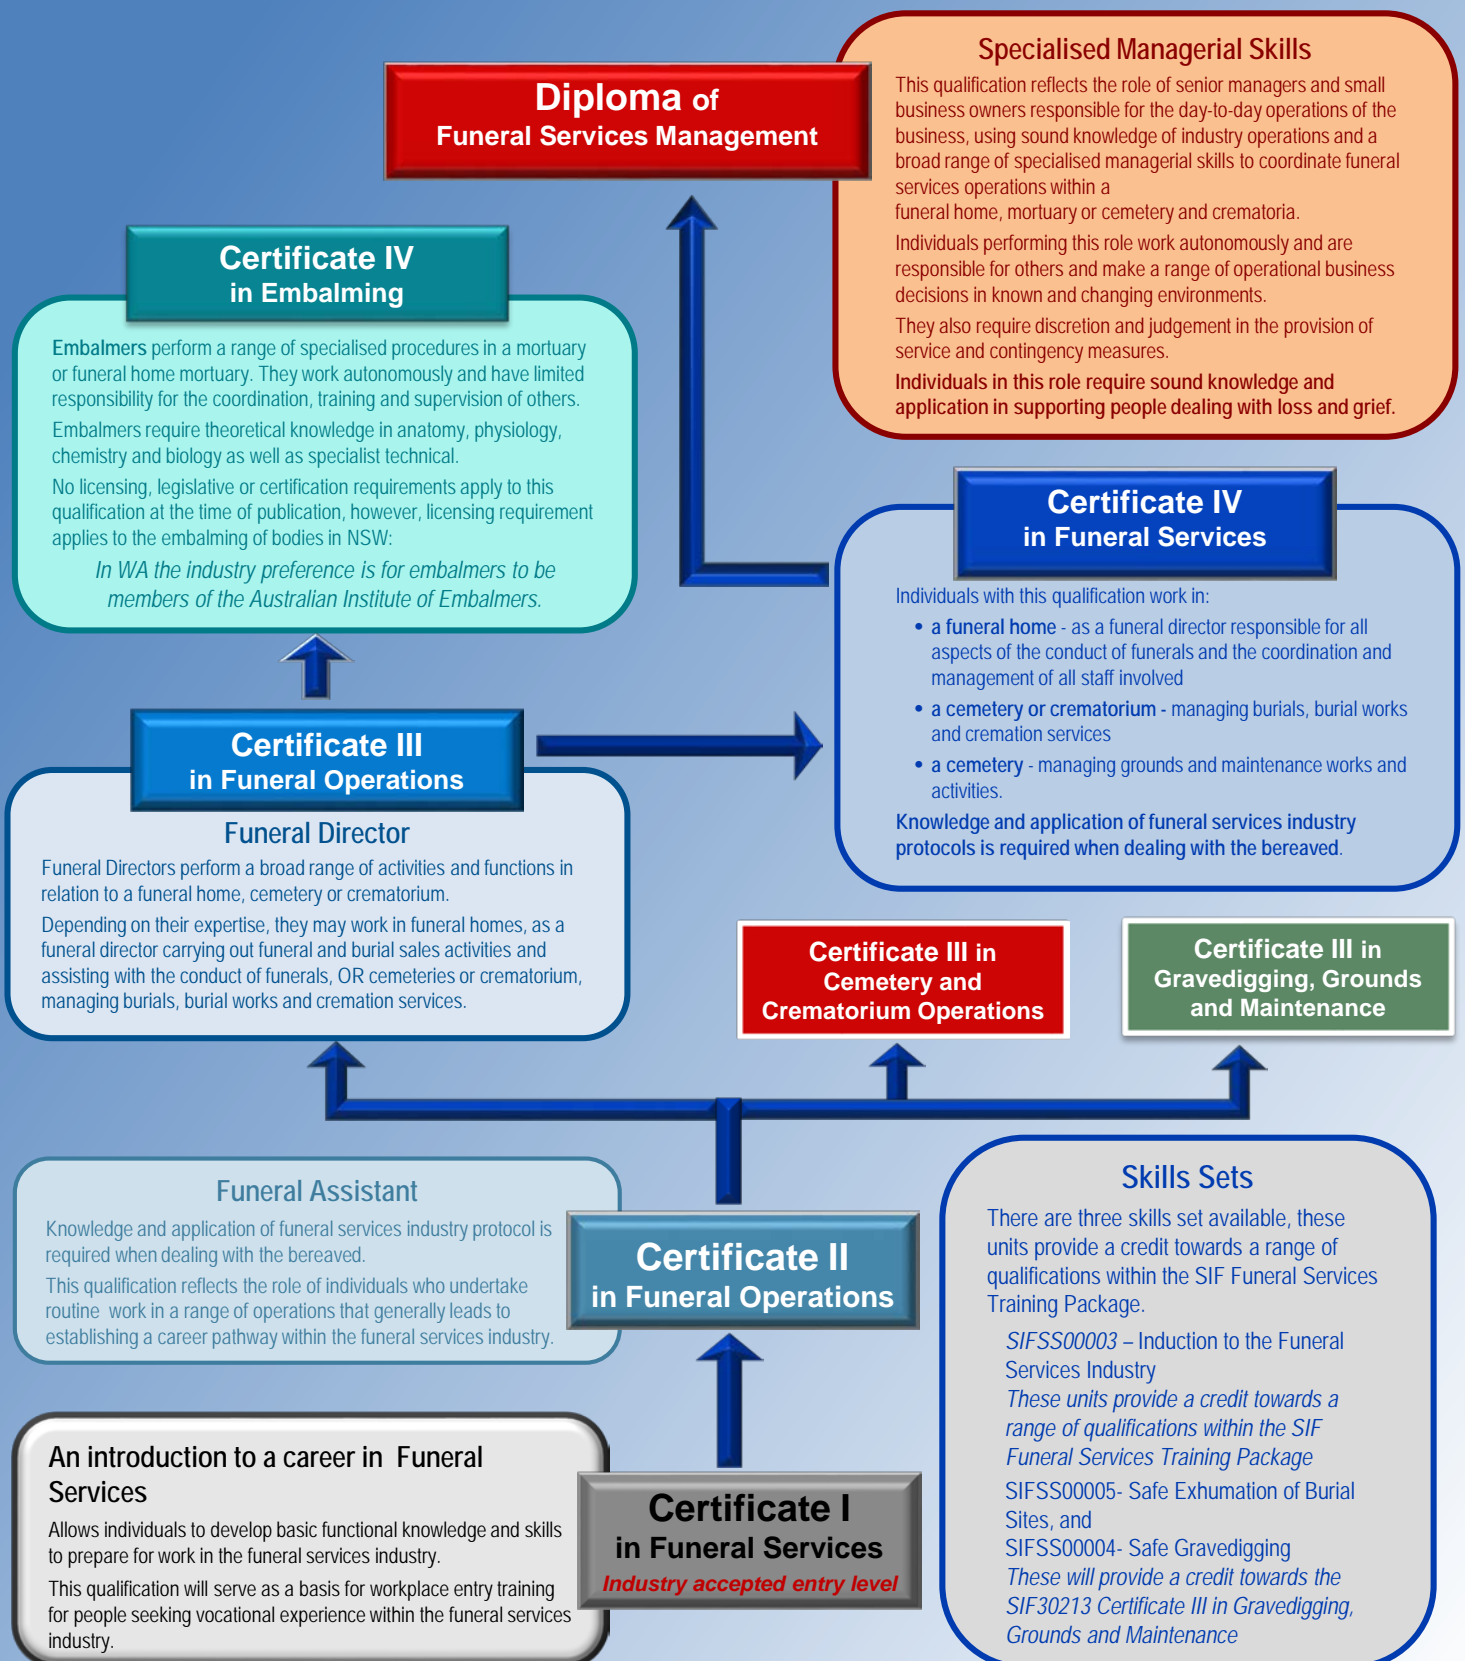 Specialised Managerial Skills
This qualification reflects the role of senior managers and small
business owners responsible for the day-to-day operations of the
business, using sound knowledge of industry operations and a
broad range of specialised managerial skills to coordinate funeral
services operations within a
funeral home, mortuary or cemetery and crematoria.
Individuals performing this role work autonomously and are
responsible for others and make a range of operational business
decisions in known and changing environments.
They also require discretion and judgement in the provision of
service and contingency measures.
Individuals in this role require sound knowledge and
application in supporting people dealing with loss and grief.
Diploma of
Funeral Services Management
Certificate IV
in Embalming
Embalmers perform a range of specialised procedures in a mortuary
or funeral home mortuary. They work autonomously and have limited
responsibility for the coordination, training and supervision of others.
Embalmers require theoretical knowledge in anatomy, physiology,
chemistry and biology as well as specialist technical.
No licensing, legislative or certification requirements apply to this
qualification at the time of publication, however, licensing requirement
applies to the embalming of bodies in NSW:
In WA the industry preference is for embalmers to be
members of the Australian Institute of Embalmers.
Certificate IV
in Funeral Services
Individuals with this qualification work in:
• a funeral home - as a funeral director responsible for all
aspects of the conduct of funerals and the coordination and
management of all staff involved
• a cemetery or crematorium - managing burials, burial works
and cremation services
• a cemetery - managing grounds and maintenance works and
activities.
Knowledge and application of funeral services industry
protocols is required when dealing with the bereaved.
Certificate III
in Funeral Operations
Funeral Director
Funeral Directors perform a broad range of activities and functions in
relation to a funeral home, cemetery or crematorium.
Depending on their expertise, they may work in funeral homes, as a
funeral director carrying out funeral and burial sales activities and
assisting with the conduct of funerals, OR cemeteries or crematorium,
managing burials, burial works and cremation services.
Certificate III in
Cemetery and
Crematorium Operations
Certificate III in
Gravedigging, Grounds
and Maintenance
Funeral Assistant
Knowledge and application of funeral services industry protocol is
required when dealing with the bereaved.
This qualification reflects the role of individuals who undertake
routine work in a range of operations that generally leads to
establishing a career pathway within the funeral services industry.
Certificate II
in Funeral Operations
Skills Sets
There are three skills set available, these
units provide a credit towards a range of
qualifications within the SIF Funeral Services
Training Package.
SIFSS00003 – Induction to the Funeral
Services Industry
These units provide a credit towards a
range of qualifications within the SIF
Funeral Services Training Package
SIFSS00005- Safe Exhumation of Burial
Sites, and
SIFSS00004- Safe Gravedigging
These will provide a credit towards the
SIF30213 Certificate III in Gravedigging,
Grounds and Maintenance
An introduction to a career in Funeral
Services
Allows individuals to develop basic functional knowledge and skills
to prepare for work in the funeral services industry.
This qualification will serve as a basis for workplace entry training
for people seeking vocational experience within the funeral services
industry.
Certificate I
in Funeral Services
Industry accepted entry level